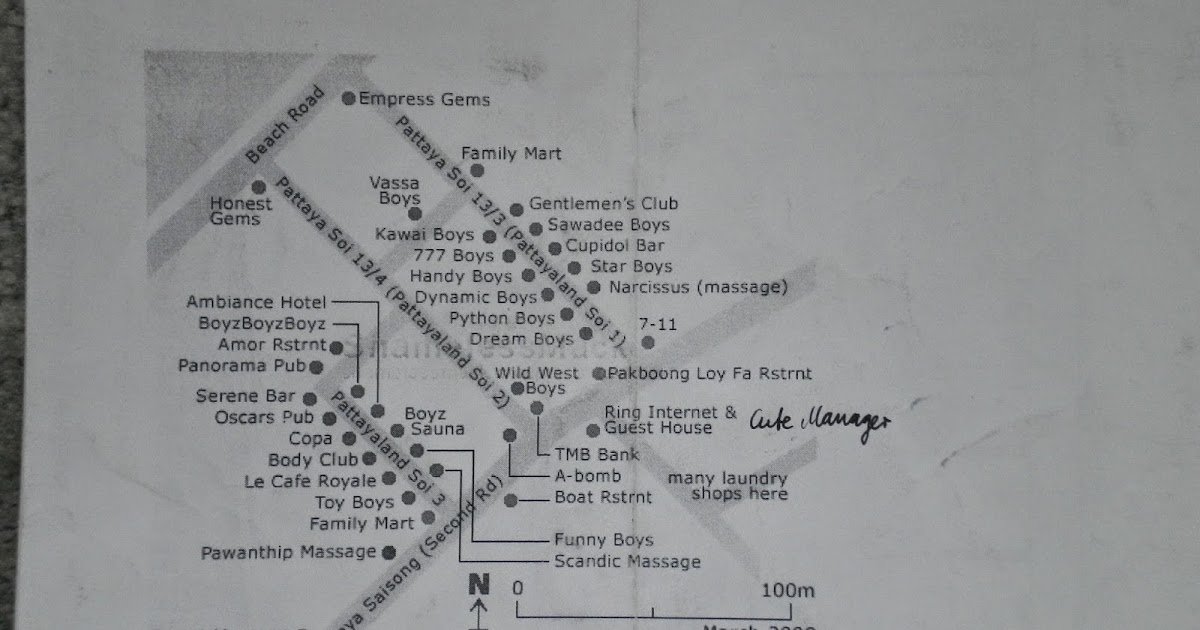 Empress Gems
Beach Road
Pattaya Soi 13/3 (Pattayaland Soi 1)
Family Mart
Vassa
Boys
Honest
Gems
Pattaya Soi 13/4 (Pattayaland Soi 2)
Gentlemen's Club
Sawadee Boys
Kawai Boys
Cupidol Bar
777 Boys
Star Boys
Handy Boys
Narcissus (massage)
Dynamic Boys
Ambiance Hotel
Python Boys
BoyzBoyzBoyz
7-11
Dream Boys
Amor Rstrnt
Panorama Pub
Wild West
Boys
Pakboong Loy Fa Rstrnt
Serene Bar
Pattayaland Soi 3
Oscars Pub
Boyz
Sauna
Ring Internet &
Guest House
Cute Manager
Copa
TMB Bank
Body Club
A-bomb
Le Cafe Royale
many laundry
shops here
Toy Boys
Boat Rstrnt
Family Mart
Funny Boys
Pawanthip Massage
Scandic Massage
Saisong (Second Rd)
N
0
100m